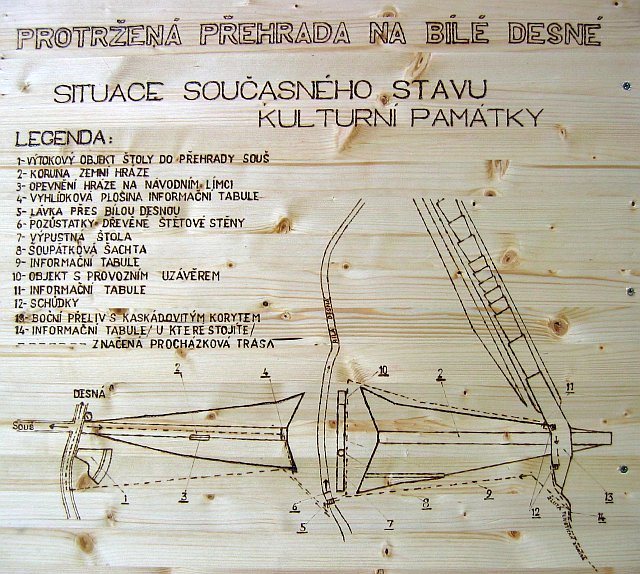 PROTRŽENÁ PŘEHRADA NA BÍLÉ DESNÉ
SITUACE SOUČASNÉHO STAVU
KULTURNÍ PAMÁTKY
LEGENDA:
1- VÝTOKOVÝ OBJEKT ŠTOLY DO PŘEHRADY SOUŠ
2- KORUNA ZEMNÍ HRÁZE
3- OPEVNĚNÍ HRÁZE NA NÁVODNÍM LÍMCI
4- VYHLÍDKOVÁ PLOŠINA INFORMAČNÍ TABULE
5- LÁVKA PŘES BÍLOU DESNOU
6- POZŮSTATKY DŘEVĚNÉ ŠTĚTOVÉ STĚNY
7- VÝPUSTNÁ ŠTOLA
8- ŠOUPÁTKOVÁ ŠACHTA
9- INFORMAČNÍ TABULE
10- OBJEKT S PROVOZNÍM UZÁVĚREM
11- INFORMAČNÍ TABULE
12- SCHŮDKY
13- BOČNÍ PŘELIV S KASKÁDOVITÝM KORYTEM
14- INFORMAČNÍ TABULE/ U KTERÉ STOJÍTE/
------- ZNAČENÁ PROCHÁZKOVÁ TRASA
BÍLÁ DESNÁ
2
4
10
2
11
DESNÁ
SOUŠ
1
3
6
5
7
8
9
12
13
14